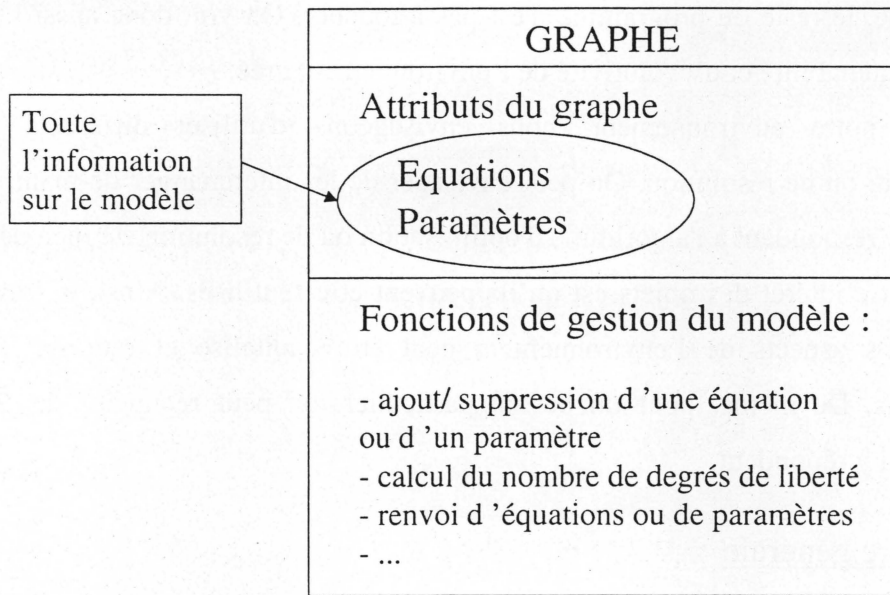 GRAPHE
Attributs du graphe
Toute
l'information
sur le modèle
Equations
Paramètres
Fonctions de gestion du modèle :
- ajout/ suppression d 'une équation
ou d 'un paramètre
- calcul du nombre de degrés de liberté
- renvoi d 'équations ou de paramètres
- ...